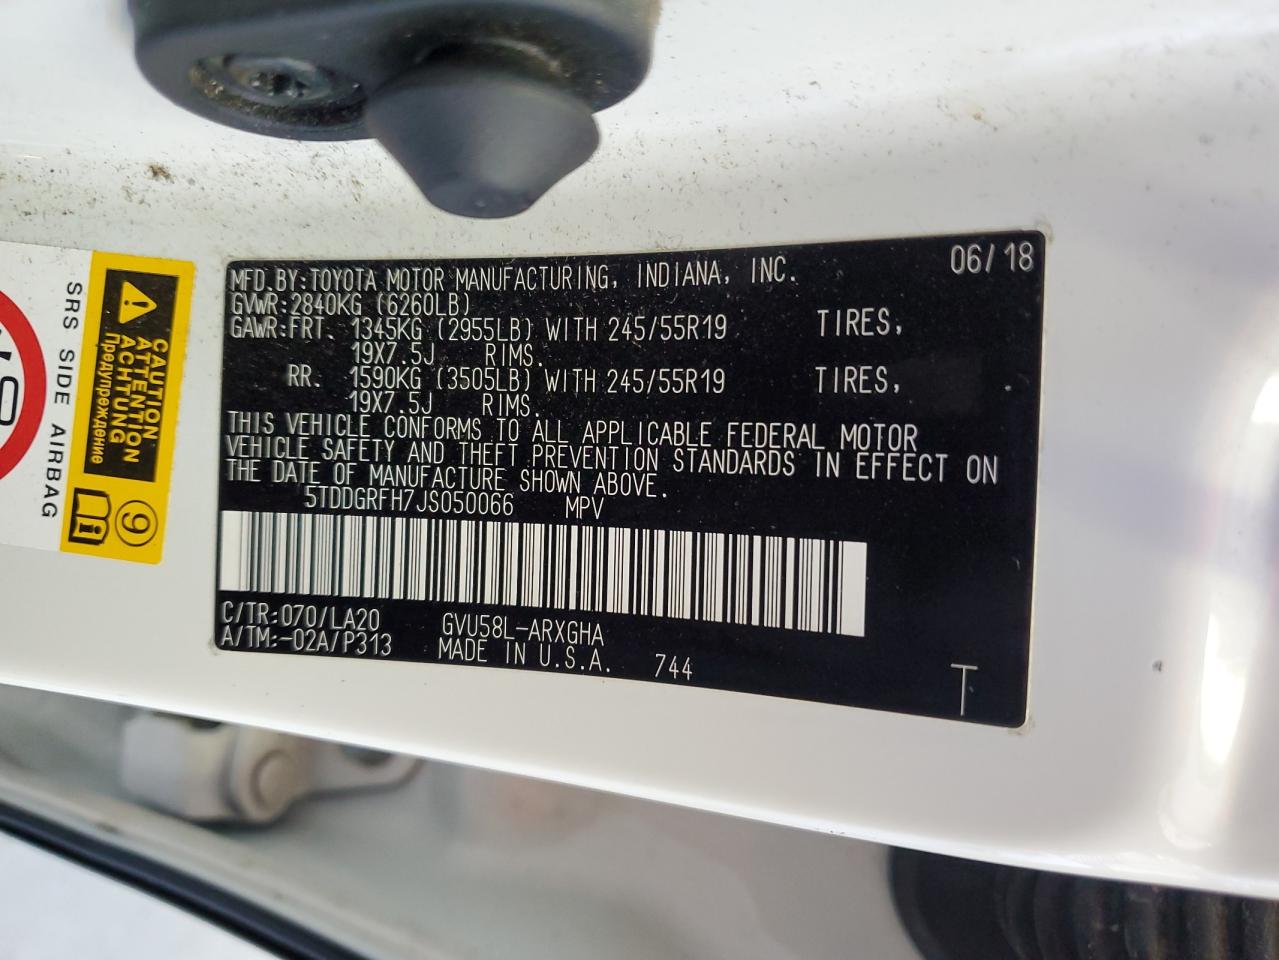 MFD.BY:TOYOTA MOTOR MANUFACTURING, INDIANA, INC. 06/18
GVWR:2840KG (6260LB)
GAWR:FRT. 1345KG (2955LB) WITH 245/55R19 TIRES,
19X7.5J RIMS.
RR. 1590KG (3505LB) WITH 245/55R19 TIRES,
19X7.5J RIMS.
THIS VEHICLE CONFORMS TO ALL APPLICABLE FEDERAL MOTOR
VEHICLE SAFETY AND THEFT PREVENTION STANDARDS IN EFFECT ON
THE DATE OF MANUFACTURE SHOWN ABOVE.
5TDDGRFH7JS050066 MPV
C/TR:070/LA20 GVU58L-ARXGHA
A/TM:-02A/P313 MADE IN U.S.A. 744
T
CAUTION
ATTENTION
ACHTUNG
Предупреждение
9
SRS SIDE AIRBAG